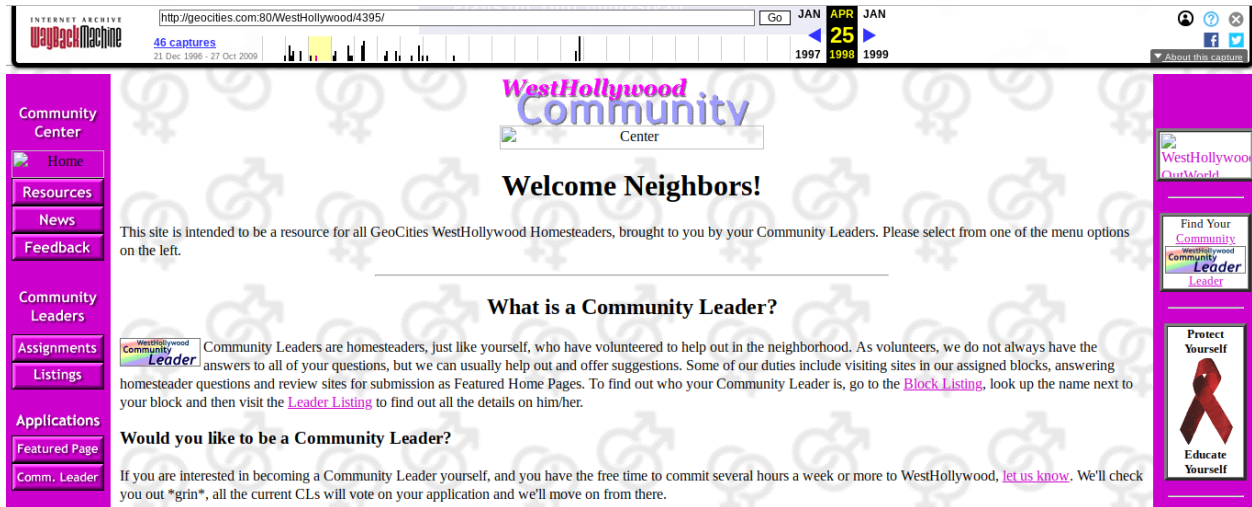 INTERNET ARCHIVE
WayBackMachine
http://geocities.com:80/WestHollywood/4395/
Go
JAN
APR
JAN
46 captures
25
21 Dec 1996 - 27 Oct 2009
1997
1998
1999
About this capture
Community
Center
Home
Resources
News
Feedback
Community
Leaders
Assignments
Listings
Applications
Featured Page
Comm. Leader
WestHollywood
Community
Center
Welcome Neighbors!
This site is intended to be a resource for all GeoCities WestHollywood Homesteaders, brought to you by your Community Leaders. Please select from one of the menu options
on the left.
What is a Community Leader?
WestHollywood
Community
Leader
Community Leaders are homesteaders, just like yourself, who have volunteered to help out in the neighborhood. As volunteers, we do not always have the
answers to all of your questions, but we can usually help out and offer suggestions. Some of our duties include visiting sites in our assigned blocks, answering
homesteader questions and review sites for submission as Featured Home Pages. To find out who your Community Leader is, go to the Block Listing, look up the name next to
your block and then visit the Leader Listing to find out all the details on him/her.
Would you like to be a Community Leader?
If you are interested in becoming a Community Leader yourself, and you have the free time to commit several hours a week or more to WestHollywood, let us know. We'll check
you out *grin*, all the current CLs will vote on your application and we'll move on from there.
WestHollywood
OutWorld
Find Your
Community
WestHollywood
Community
Leader
Leader
Protect
Yourself
Educate
Yourself